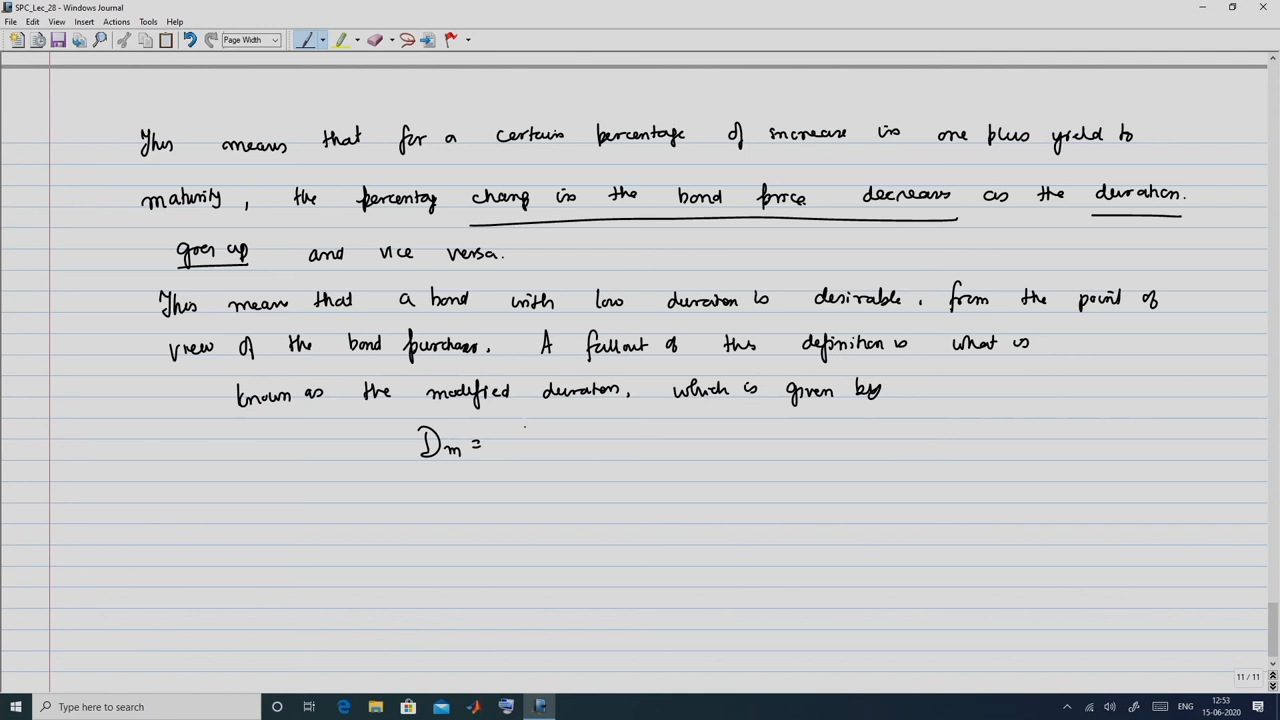 SPC_Lec_28 - Windows Journal
File Edit View Insert Actions Tools Help
Page Width
This means that for a certain percentage of increase in one plus yield to
maturity, the percentage change in the bond price decreases as the duration.
goes up and vice versa.
This mean that a bond with low duration is desirable, from the point of
view of the bond purchaser. A fallout of this definition is what is
known as the modified duration, which is given by
Dm =
11 / 11
Type here to search
ENG
12:53
15-06-2020